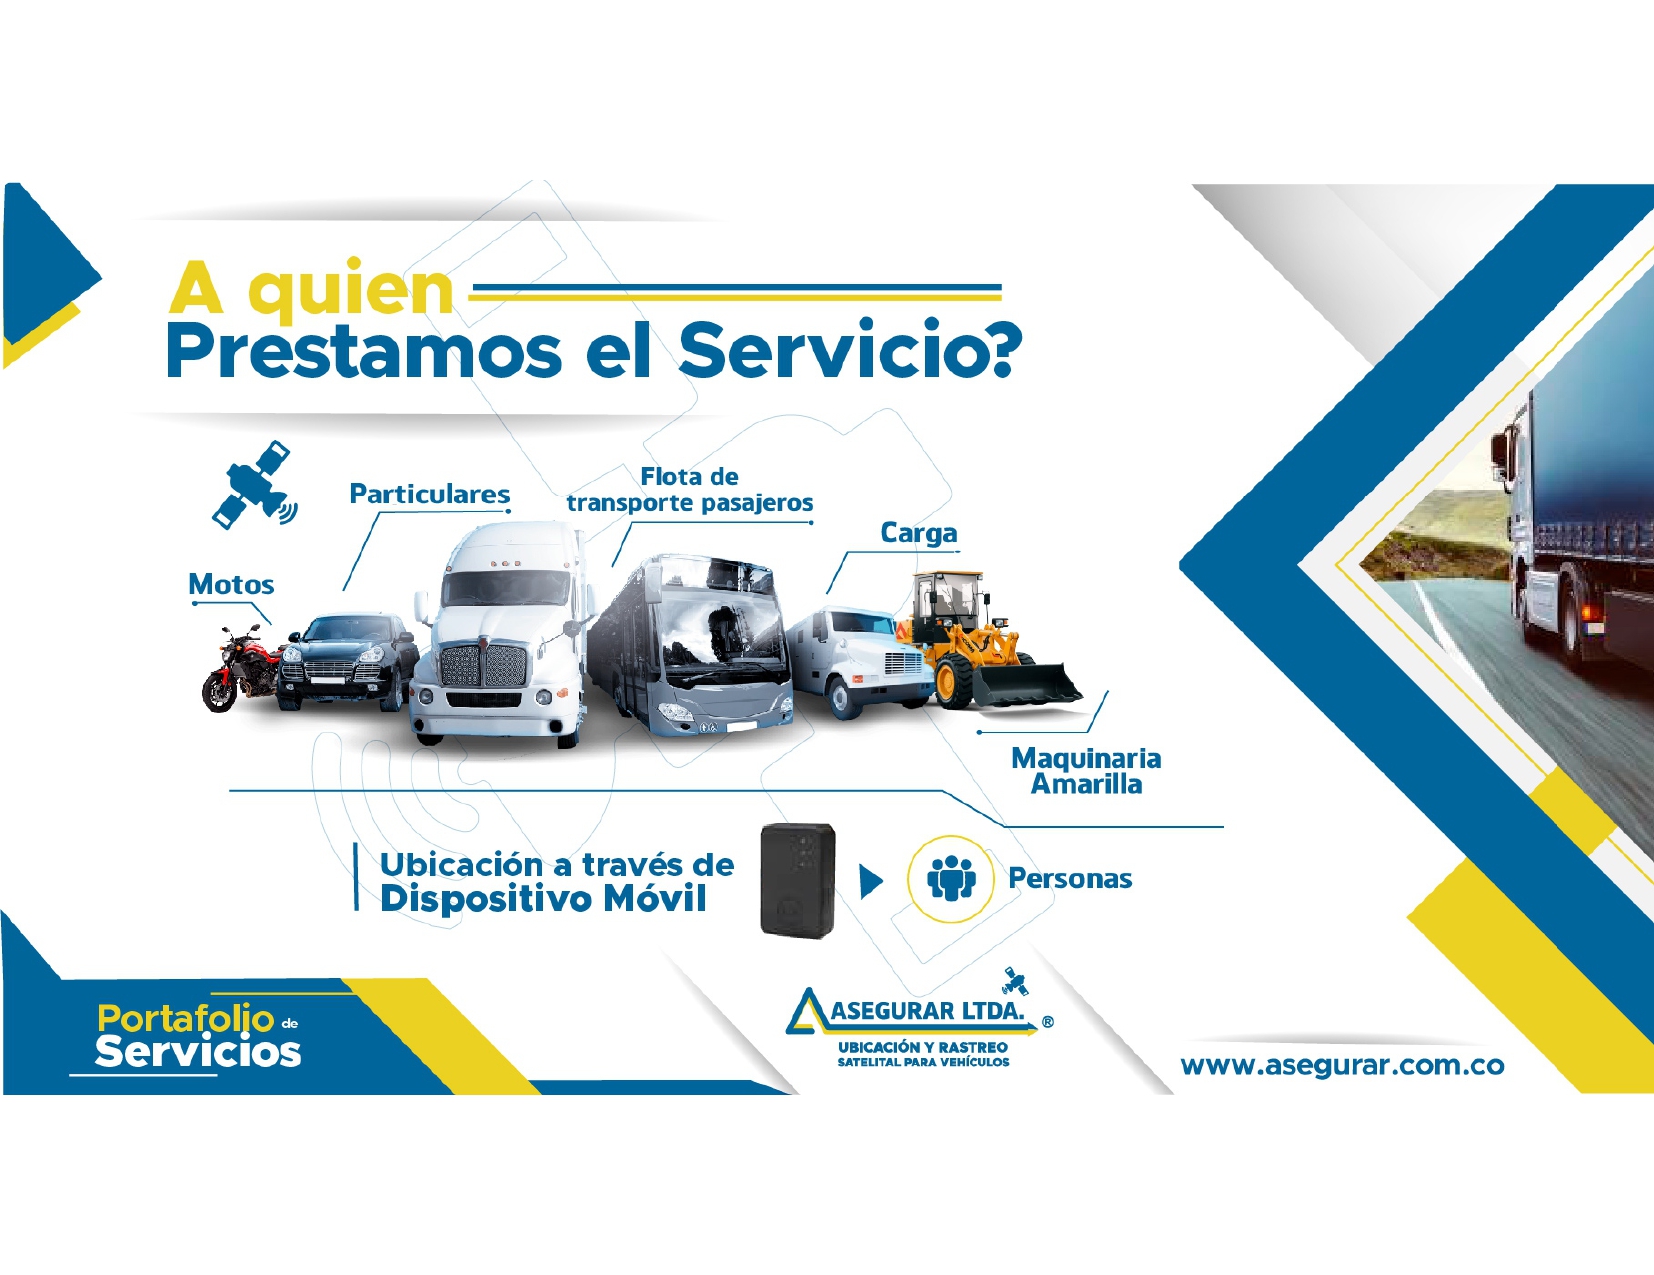 A quien
Prestamos el Servicio?
Particulares
Flota de
transporte pasajeros
Carga
Motos
Maquinaria
Amarilla
Ubicación a través de
Dispositivo Móvil
Personas
Portafolio de
Servicios
ASEGURAR LTDA. ®
UBICACIÓN Y RASTREO
SATELITAL PARA VEHÍCULOS
www.asegurar.com.co